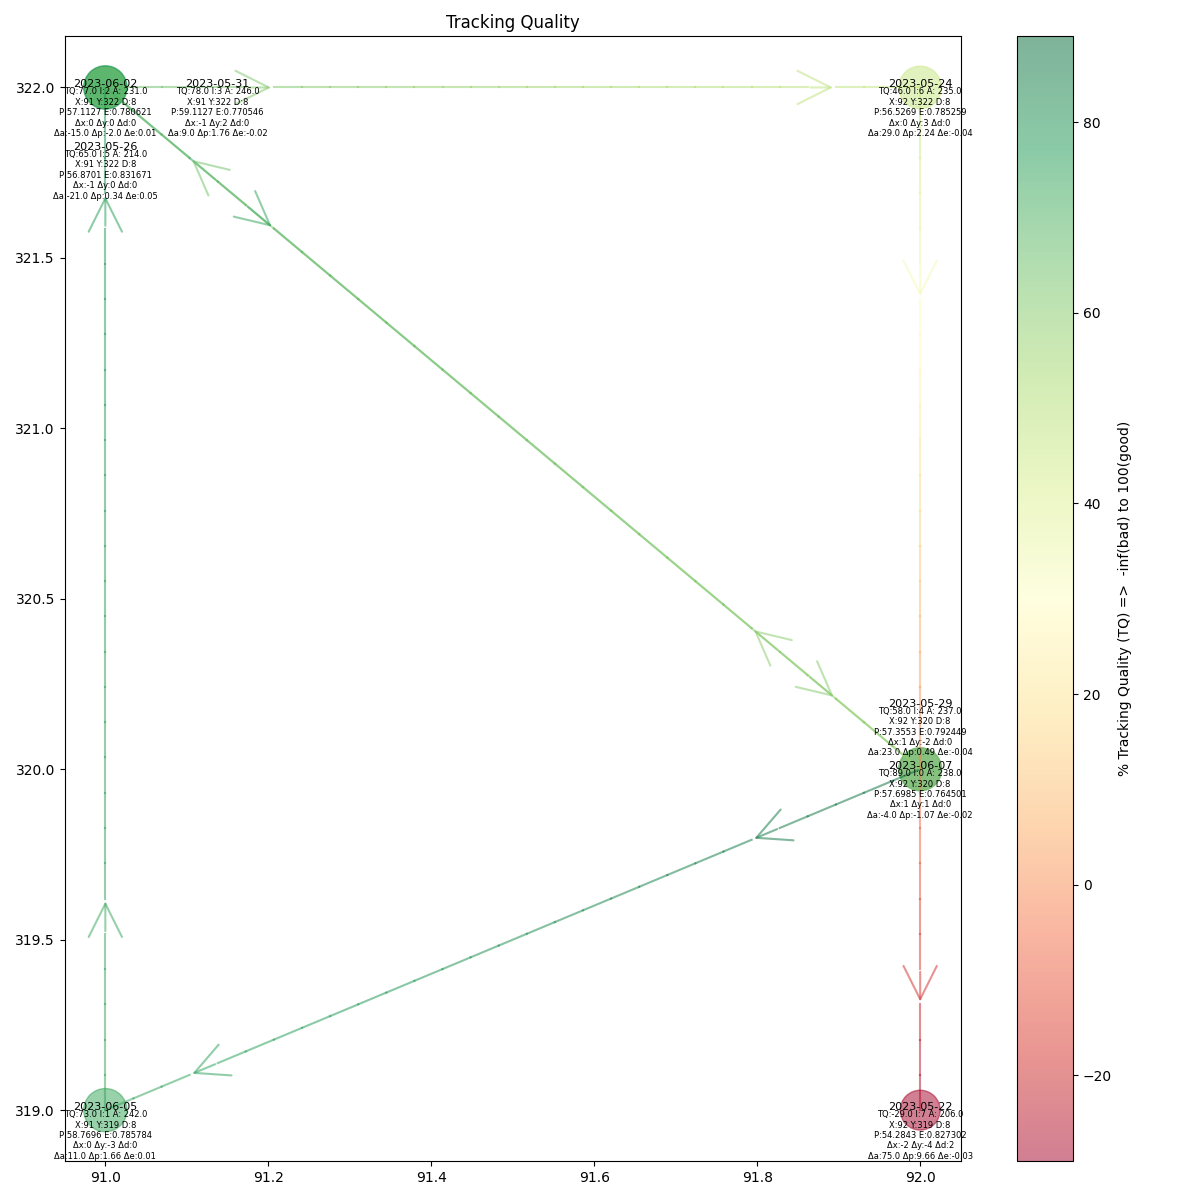 Tracking Quality
322.0
321.5
321.0
320.5
320.0
319.5
319.0
2023-06-02
TQ:77.0 I:2 A: 231.0
X:91 Y:322 D:8
P:57.1127 E:0.780621
Δx:0 Δy:0 Δd:0
Δa:-15.0 Δp:-2.0 Δe:0.01
2023-05-31
TQ:78.0 I:3 A: 246.0
X:91 Y:322 D:8
P:59.1127 E:0.770546
Δx:-1 Δy:2 Δd:0
Δa:9.0 Δp:1.76 Δe:-0.02
2023-05-24
TQ:46.0 I:6 A: 235.0
X:92 Y:322 D:8
P:56.5269 E:0.785259
Δx:0 Δy:3 Δd:0
Δa:29.0 Δp:2.24 Δe:-0.04
2023-05-26
TQ:65.0 I:5 A: 214.0
X:91 Y:322 D:8
P:56.8701 E:0.831671
Δx:-1 Δy:0 Δd:0
Δa:-21.0 Δp:0.34 Δe:0.05
2023-05-29
TQ:58.0 I:4 A: 237.0
X:92 Y:320 D:8
P:57.3553 E:0.792449
Δx:1 Δy:-2 Δd:0
Δa:23.0 Δp:0.49 Δe:-0.04
2023-06-07
TQ:89.0 I:0 A: 238.0
X:92 Y:320 D:8
P:57.6985 E:0.764501
Δx:1 Δy:1 Δd:0
Δa:-4.0 Δp:-1.07 Δe:-0.02
2023-06-05
TQ:73.0 I:1 A: 242.0
X:91 Y:319 D:8
P:58.7696 E:0.785784
Δx:0 Δy:-3 Δd:0
Δa:11.0 Δp:1.66 Δe:0.01
2023-05-22
TQ:-29.0 I:7 A: 206.0
X:92 Y:319 D:8
P:54.2843 E:0.827302
Δx:-2 Δy:-4 Δd:2
Δa:75.0 Δp:9.66 Δe:-0.03
91.0
91.2
91.4
91.6
91.8
92.0
80
60
40
20
0
−20
% Tracking Quality (TQ) => -inf(bad) to 100(good)